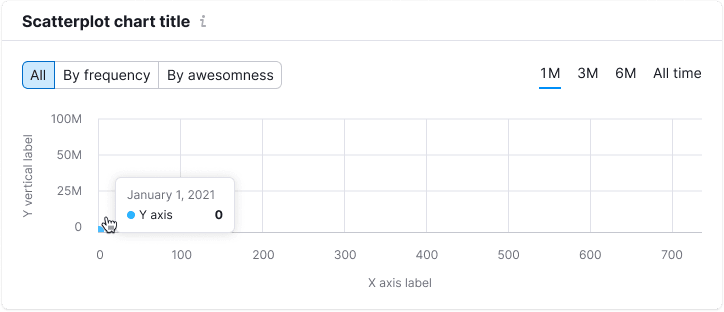 Scatterplot chart title i
All By frequency By awesomness 1M 3M 6M All time
Y vertical label
100M
50M
25M
0
January 1, 2021
Y axis 0
0 100 200 300 400 500 600 700
X axis label